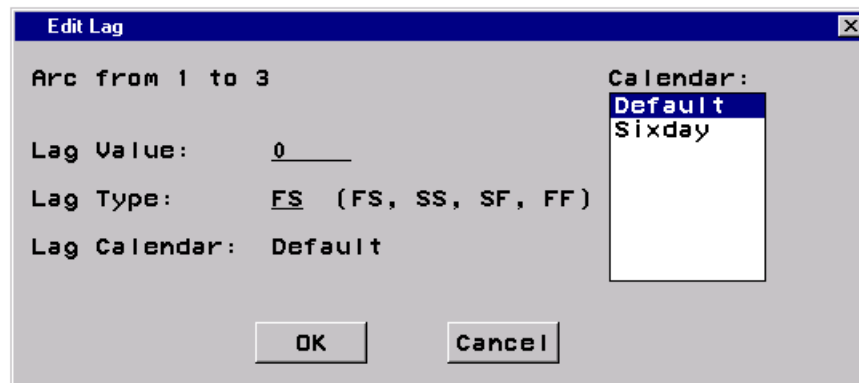 Edit Lag
Arc from 1 to 3
Calendar:
Default
Sixday
Lag Value: 0
Lag Type: FS (FS, SS, SF, FF)
Lag Calendar: Default
OK
Cancel